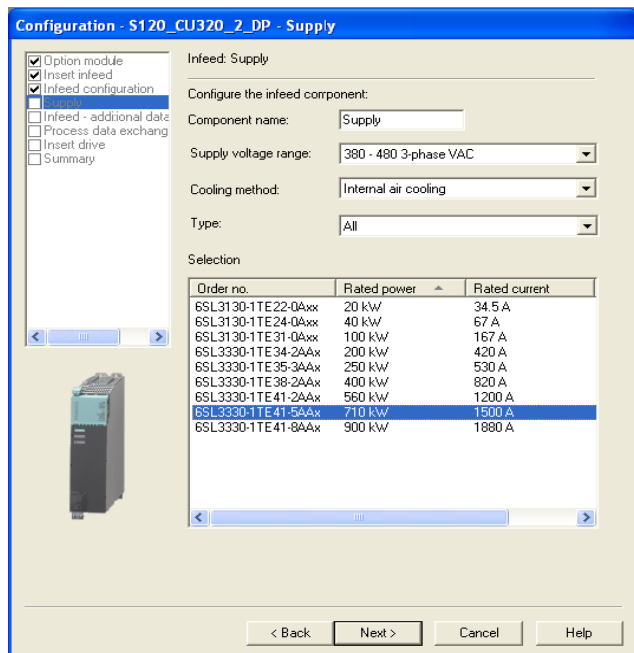 Configuration - S120_CU320_2_DP - Supply
Option module
Insert infeed
Infeed configuration
Supply
Infeed - additional data
Process data exchang
Insert drive
Summary
Infeed: Supply
Configure the infeed component:
Component name: Supply
Supply voltage range: 380 - 480 3-phase VAC
Cooling method: Internal air cooling
Type: All
Selection
Order no. Rated power Rated current
6SL3130-1TE22-0Axx 20 kW 34.5 A
6SL3130-1TE24-0Axx 40 kW 67 A
6SL3130-1TE31-0Axx 100 kW 167 A
6SL3330-1TE34-2AAx 200 kW 420 A
6SL3330-1TE35-3AAx 250 kW 530 A
6SL3330-1TE38-2AAx 400 kW 820 A
6SL3330-1TE41-2AAx 560 kW 1200 A
6SL3330-1TE41-5AAx 710 kW 1500 A
6SL3330-1TE41-8AAx 900 kW 1880 A
< Back Next > Cancel Help